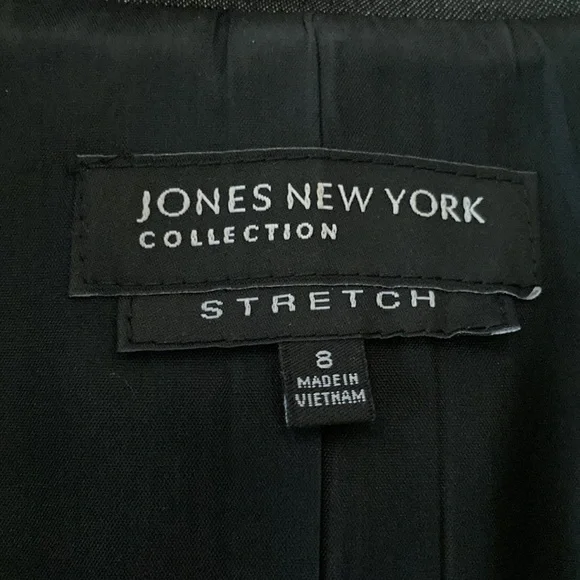 JONES NEW YORK
COLLECTION
STRETCH
8
MADE IN
VIETNAM